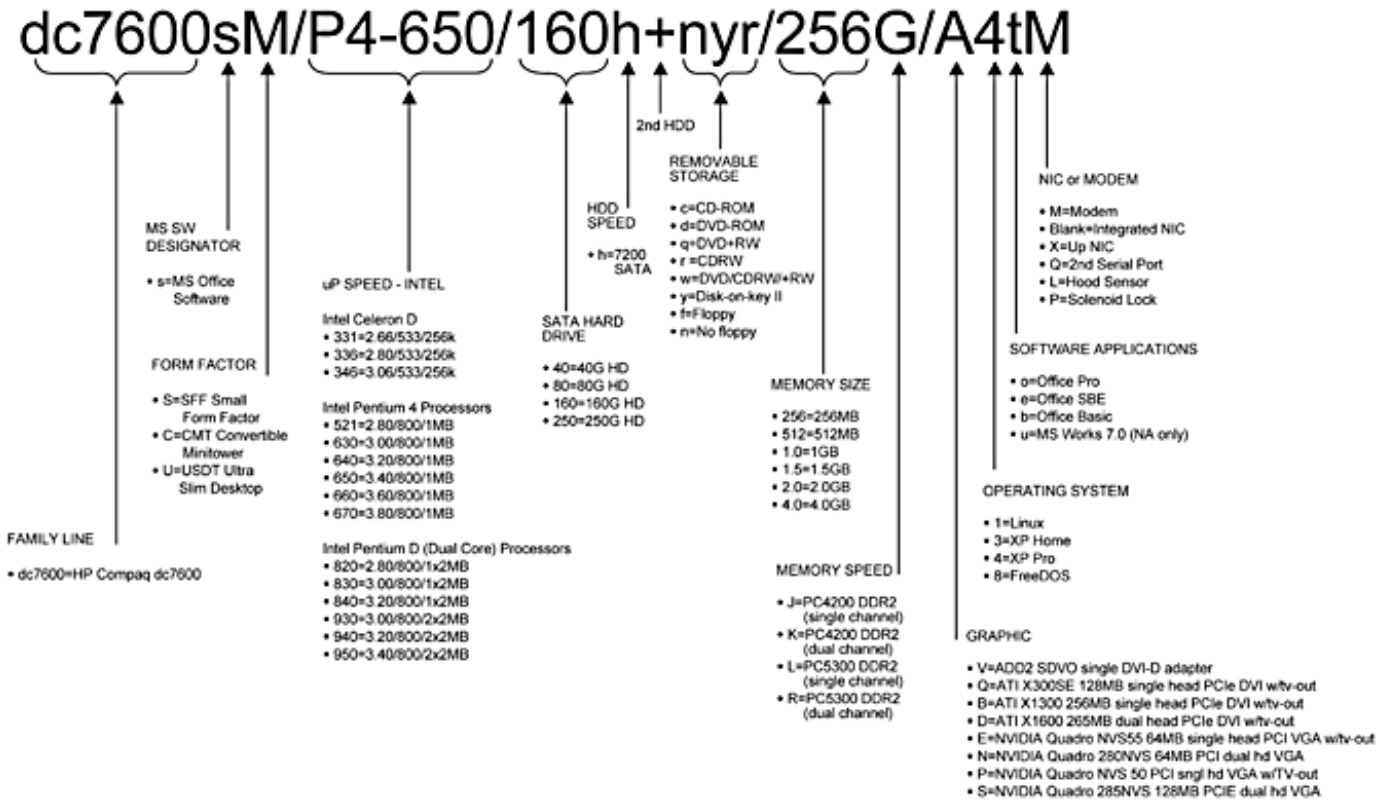 dc7600sM/P4-650/160h+nyr/256G/A4tM
2nd HDD
REMOVABLE
STORAGE
• c=CD-ROM
• d=DVD-ROM
• q=DVD+RW
• r =CDRW
• w=DVD/CDRW/+RW
• y=Disk-on-key II
• f=Floppy
• n=No floppy
NIC or MODEM
• M=Modem
• Blank=Integrated NIC
• X=Up NIC
• Q=2nd Serial Port
• L=Hood Sensor
• P=Solenoid Lock
HDD
SPEED
• h=7200
SATA
MS SW
DESIGNATOR
• s=MS Office
Software
uP SPEED - INTEL
Intel Celeron D
• 331=2.66/533/256k
• 336=2.80/533/256k
• 346=3.06/533/256k
Intel Pentium 4 Processors
• 521=2.80/800/1MB
• 630=3.00/800/1MB
• 640=3.20/800/1MB
• 650=3.40/800/1MB
• 660=3.60/800/1MB
• 670=3.80/800/1MB
Intel Pentium D (Dual Core) Processors
• 820=2.80/800/1x2MB
• 830=3.00/800/1x2MB
• 840=3.20/800/1x2MB
• 930=3.00/800/2x2MB
• 940=3.20/800/2x2MB
• 950=3.40/800/2x2MB
SATA HARD
DRIVE
• 40=40G HD
• 80=80G HD
• 160=160G HD
• 250=250G HD
FORM FACTOR
• S=SFF Small
Form Factor
• C=CMT Convertible
Minitower
• U=USDT Ultra
Slim Desktop
SOFTWARE APPLICATIONS
• o=Office Pro
• e=Office SBE
• b=Office Basic
• u=MS Works 7.0 (NA only)
MEMORY SIZE
• 256=256MB
• 512=512MB
• 1.0=1GB
• 1.5=1.5GB
• 2.0=2.0GB
• 4.0=4.0GB
OPERATING SYSTEM
• 1=Linux
• 3=XP Home
• 4=XP Pro
• 8=FreeDOS
FAMILY LINE
• dc7600=HP Compaq dc7600
MEMORY SPEED
• J=PC4200 DDR2
(single channel)
• K=PC4200 DDR2
(dual channel)
• L=PC5300 DDR2
(single channel)
• R=PC5300 DDR2
(dual channel)
GRAPHIC
• V=ADD2 SDVO single DVI-D adapter
• Q=ATI X300SE 128MB single head PCIe DVI w/tv-out
• B=ATI X1300 256MB single head PCIe DVI w/tv-out
• D=ATI X1600 265MB dual head PCIe DVI w/tv-out
• E=NVIDIA Quadro NVS55 64MB single head PCI VGA w/tv-out
• N=NVIDIA Quadro 280NVS 64MB PCI dual hd VGA
• P=NVIDIA Quadro NVS 50 PCI sngl hd VGA w/TV-out
• S=NVIDIA Quadro 285NVS 128MB PCIE dual hd VGA